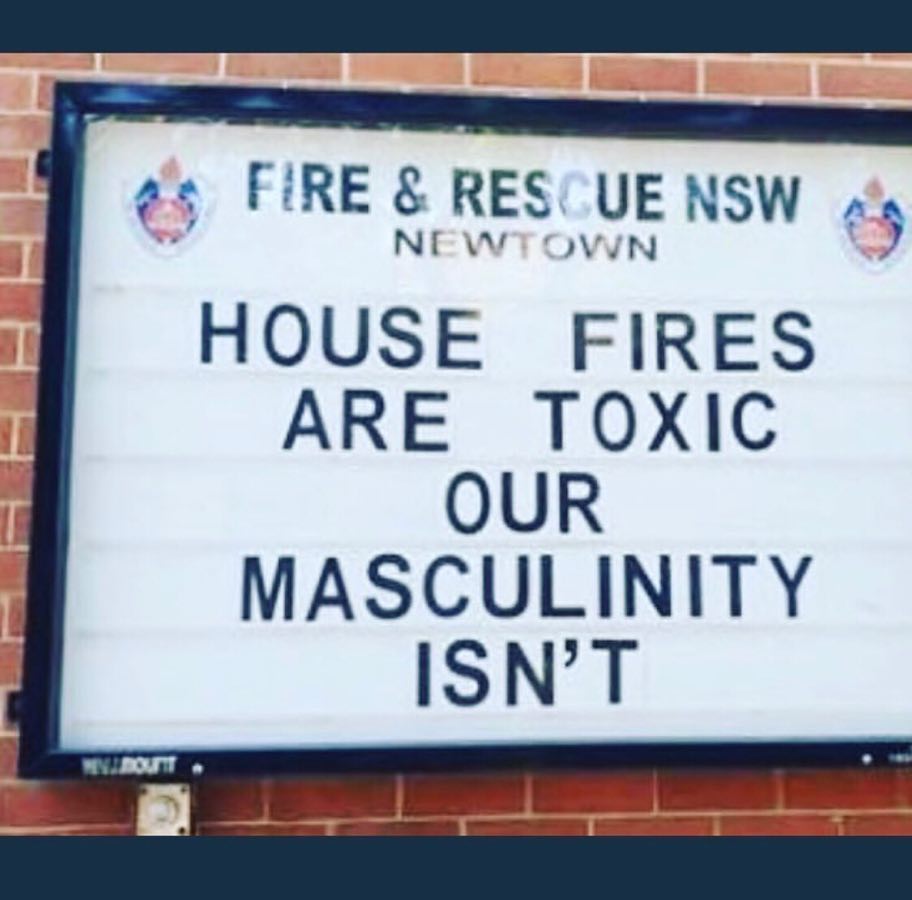 FIRE & RESCUE NSW
NEWTOWN
HOUSE FIRES
ARE TOXIC
OUR
MASCULINITY
ISN’T